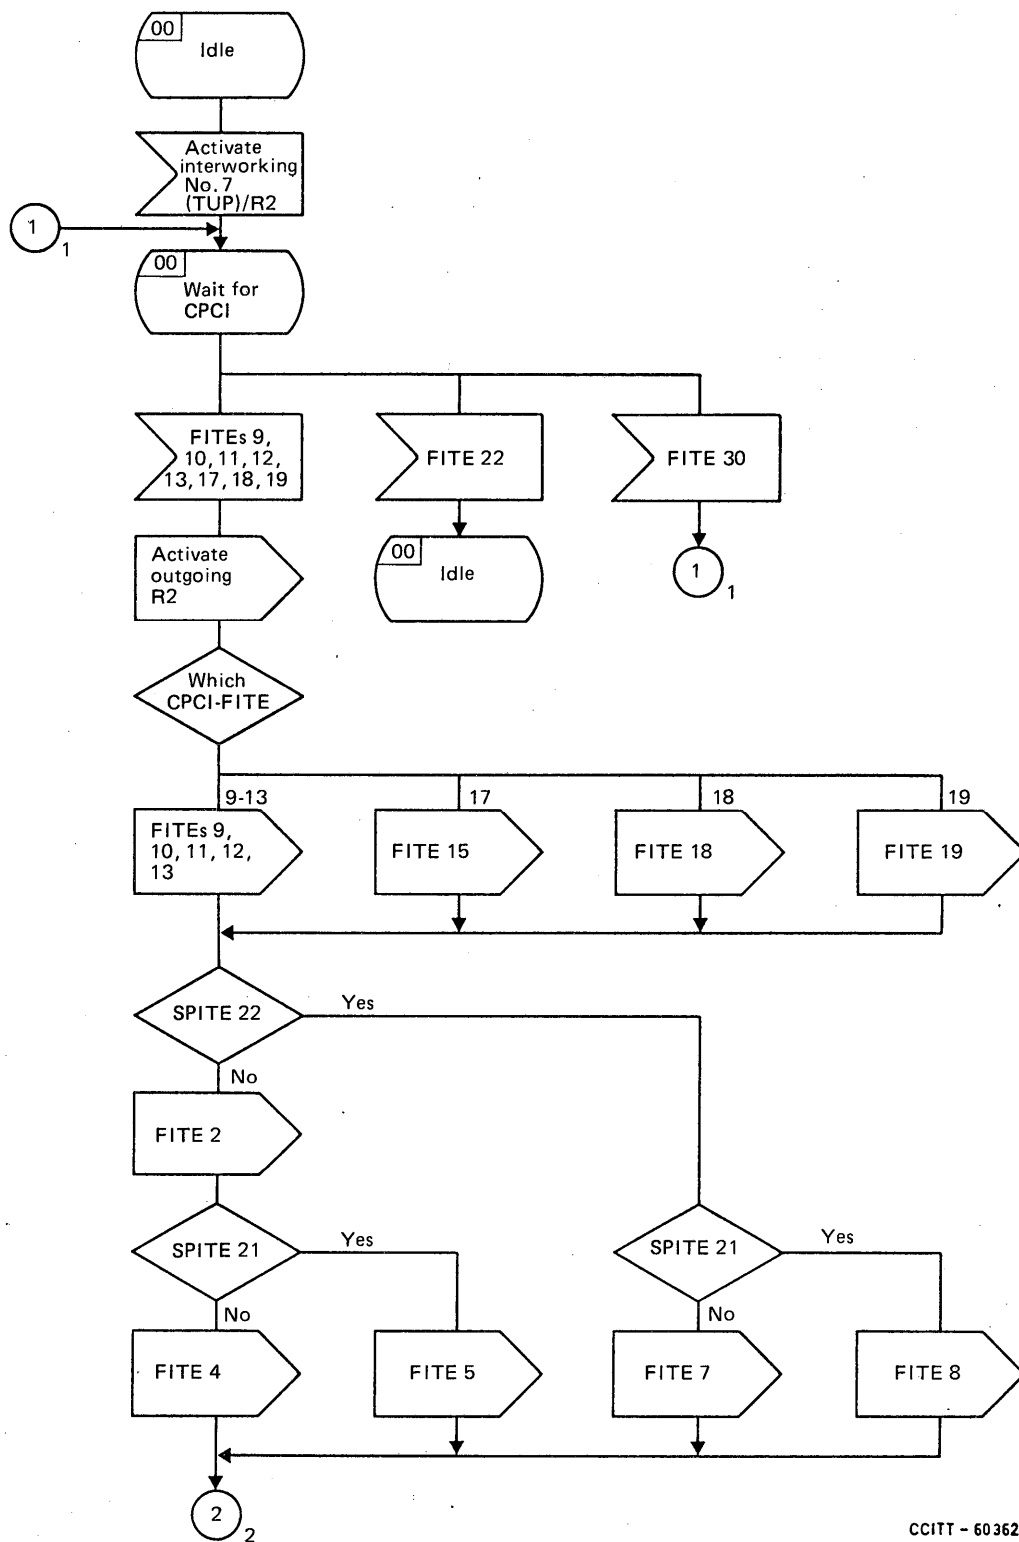 00
Idle
Activate
interworking
No. 7
(TUP)/R2
1
1
00
Wait for
CPCI
FITEs 9,
10, 11, 12,
13, 17, 18, 19
FITE 22
FITE 30
Activate
outgoing
R2
00
Idle
1
1
Which
CPCI-FITE
9-13
17
18
19
FITEs 9,
10, 11, 12,
13
FITE 15
FITE 18
FITE 19
SPITE 22
Yes
No
FITE 2
SPITE 21
Yes
SPITE 21
Yes
No
No
FITE 4
FITE 5
FITE 7
FITE 8
2
2
CCITT - 60362